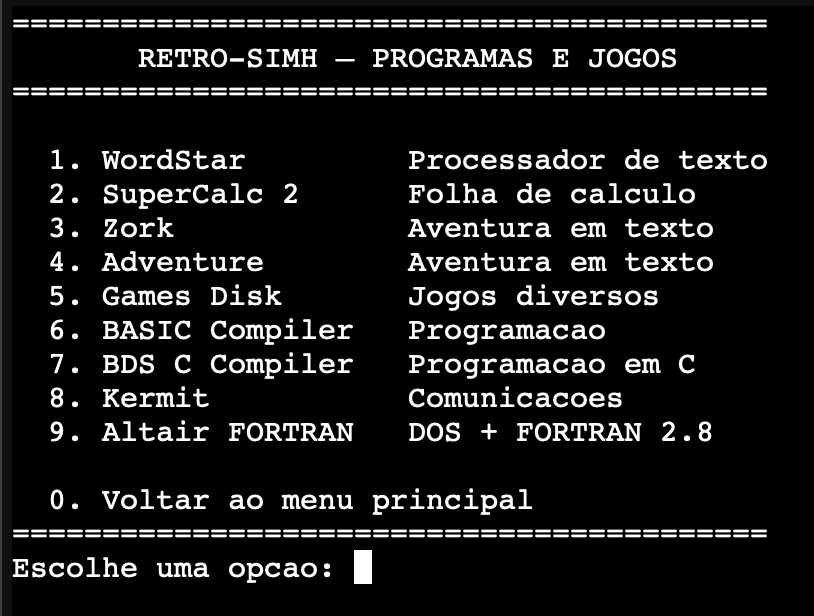 ==========================================
RETRO-SIMH — PROGRAMAS E JOGOS
==========================================
1. WordStar Processador de texto
2. SuperCalc 2 Folha de calculo
3. Zork Aventura em texto
4. Adventure Aventura em texto
5. Games Disk Jogos diversos
6. BASIC Compiler Programacao
7. BDS C Compiler Programacao em C
8. Kermit Comunicacoes
9. Altair FORTRAN DOS + FORTRAN 2.8
0. Voltar ao menu principal
==========================================
Escolhe uma opcao: